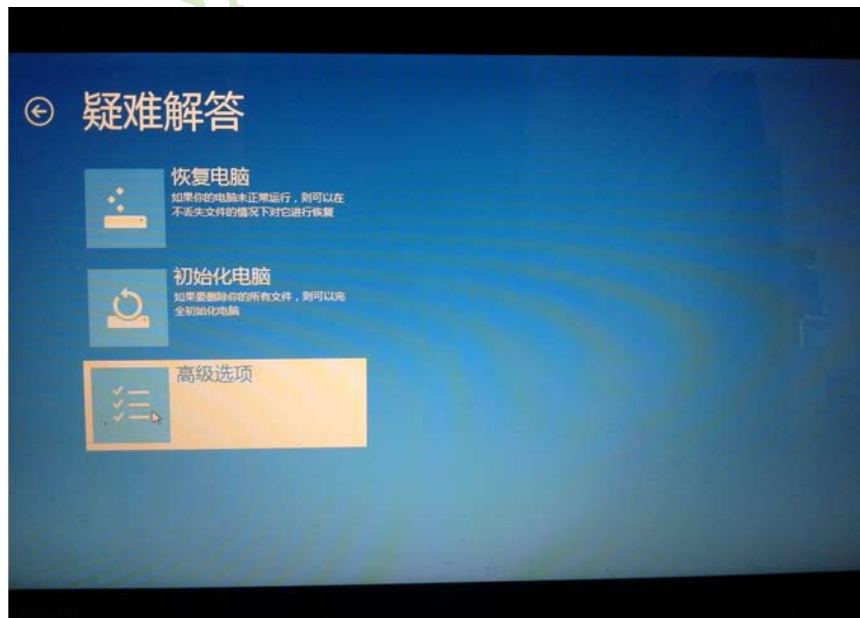 疑难解答
恢复电脑
如果你的电脑未正常运行，则可以在
不丢失文件的情况下对它进行恢复
初始化电脑
如果要删除你的所有文件，则可以完
全初始化电脑
高级选项